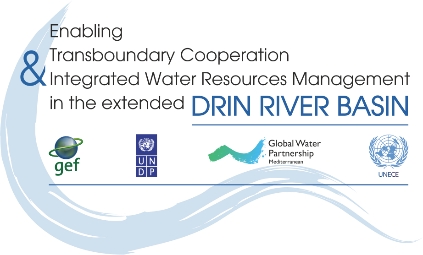 Enabling
Transboundary Cooperation
& Integrated Water Resources Management
in the extended DRIN RIVER BASIN
gef
U N
D P
Global Water
Partnership
Mediterranean
UNECE